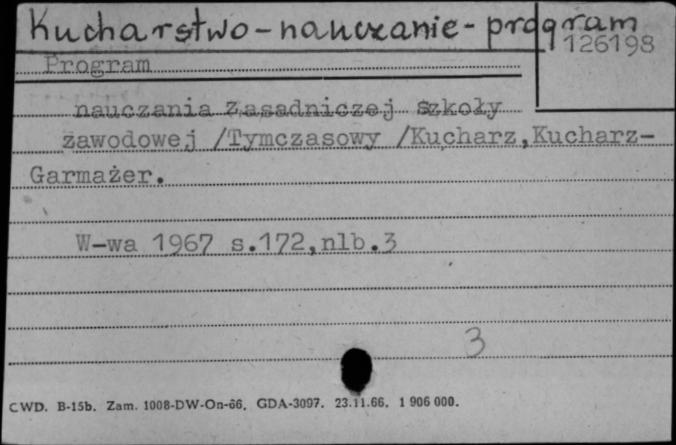 Kucharstwo-nauczanie-program
126198
Program
nauczania Zasadniczej Szkoły
zawodowej /Tymczasowy /Kucharz,Kucharz-
Garmażer.
W-wa 1967 s.172,nlb.3
3
CWD. B-15b. Zam. 1008-DW-On-66. GDA-3097. 23.11.66. 1 906 000.